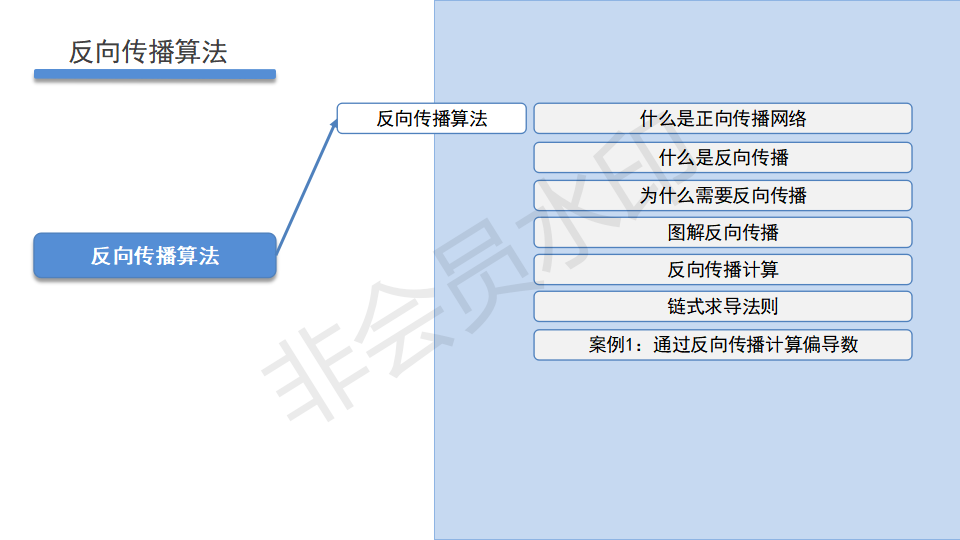 反向传播算法
反向传播算法
什么是正向传播网络
什么是反向传播
为什么需要反向传播
反向传播算法
图解反向传播
反向传播计算
链式求导法则
案例1：通过反向传播计算偏导数
非会员水印